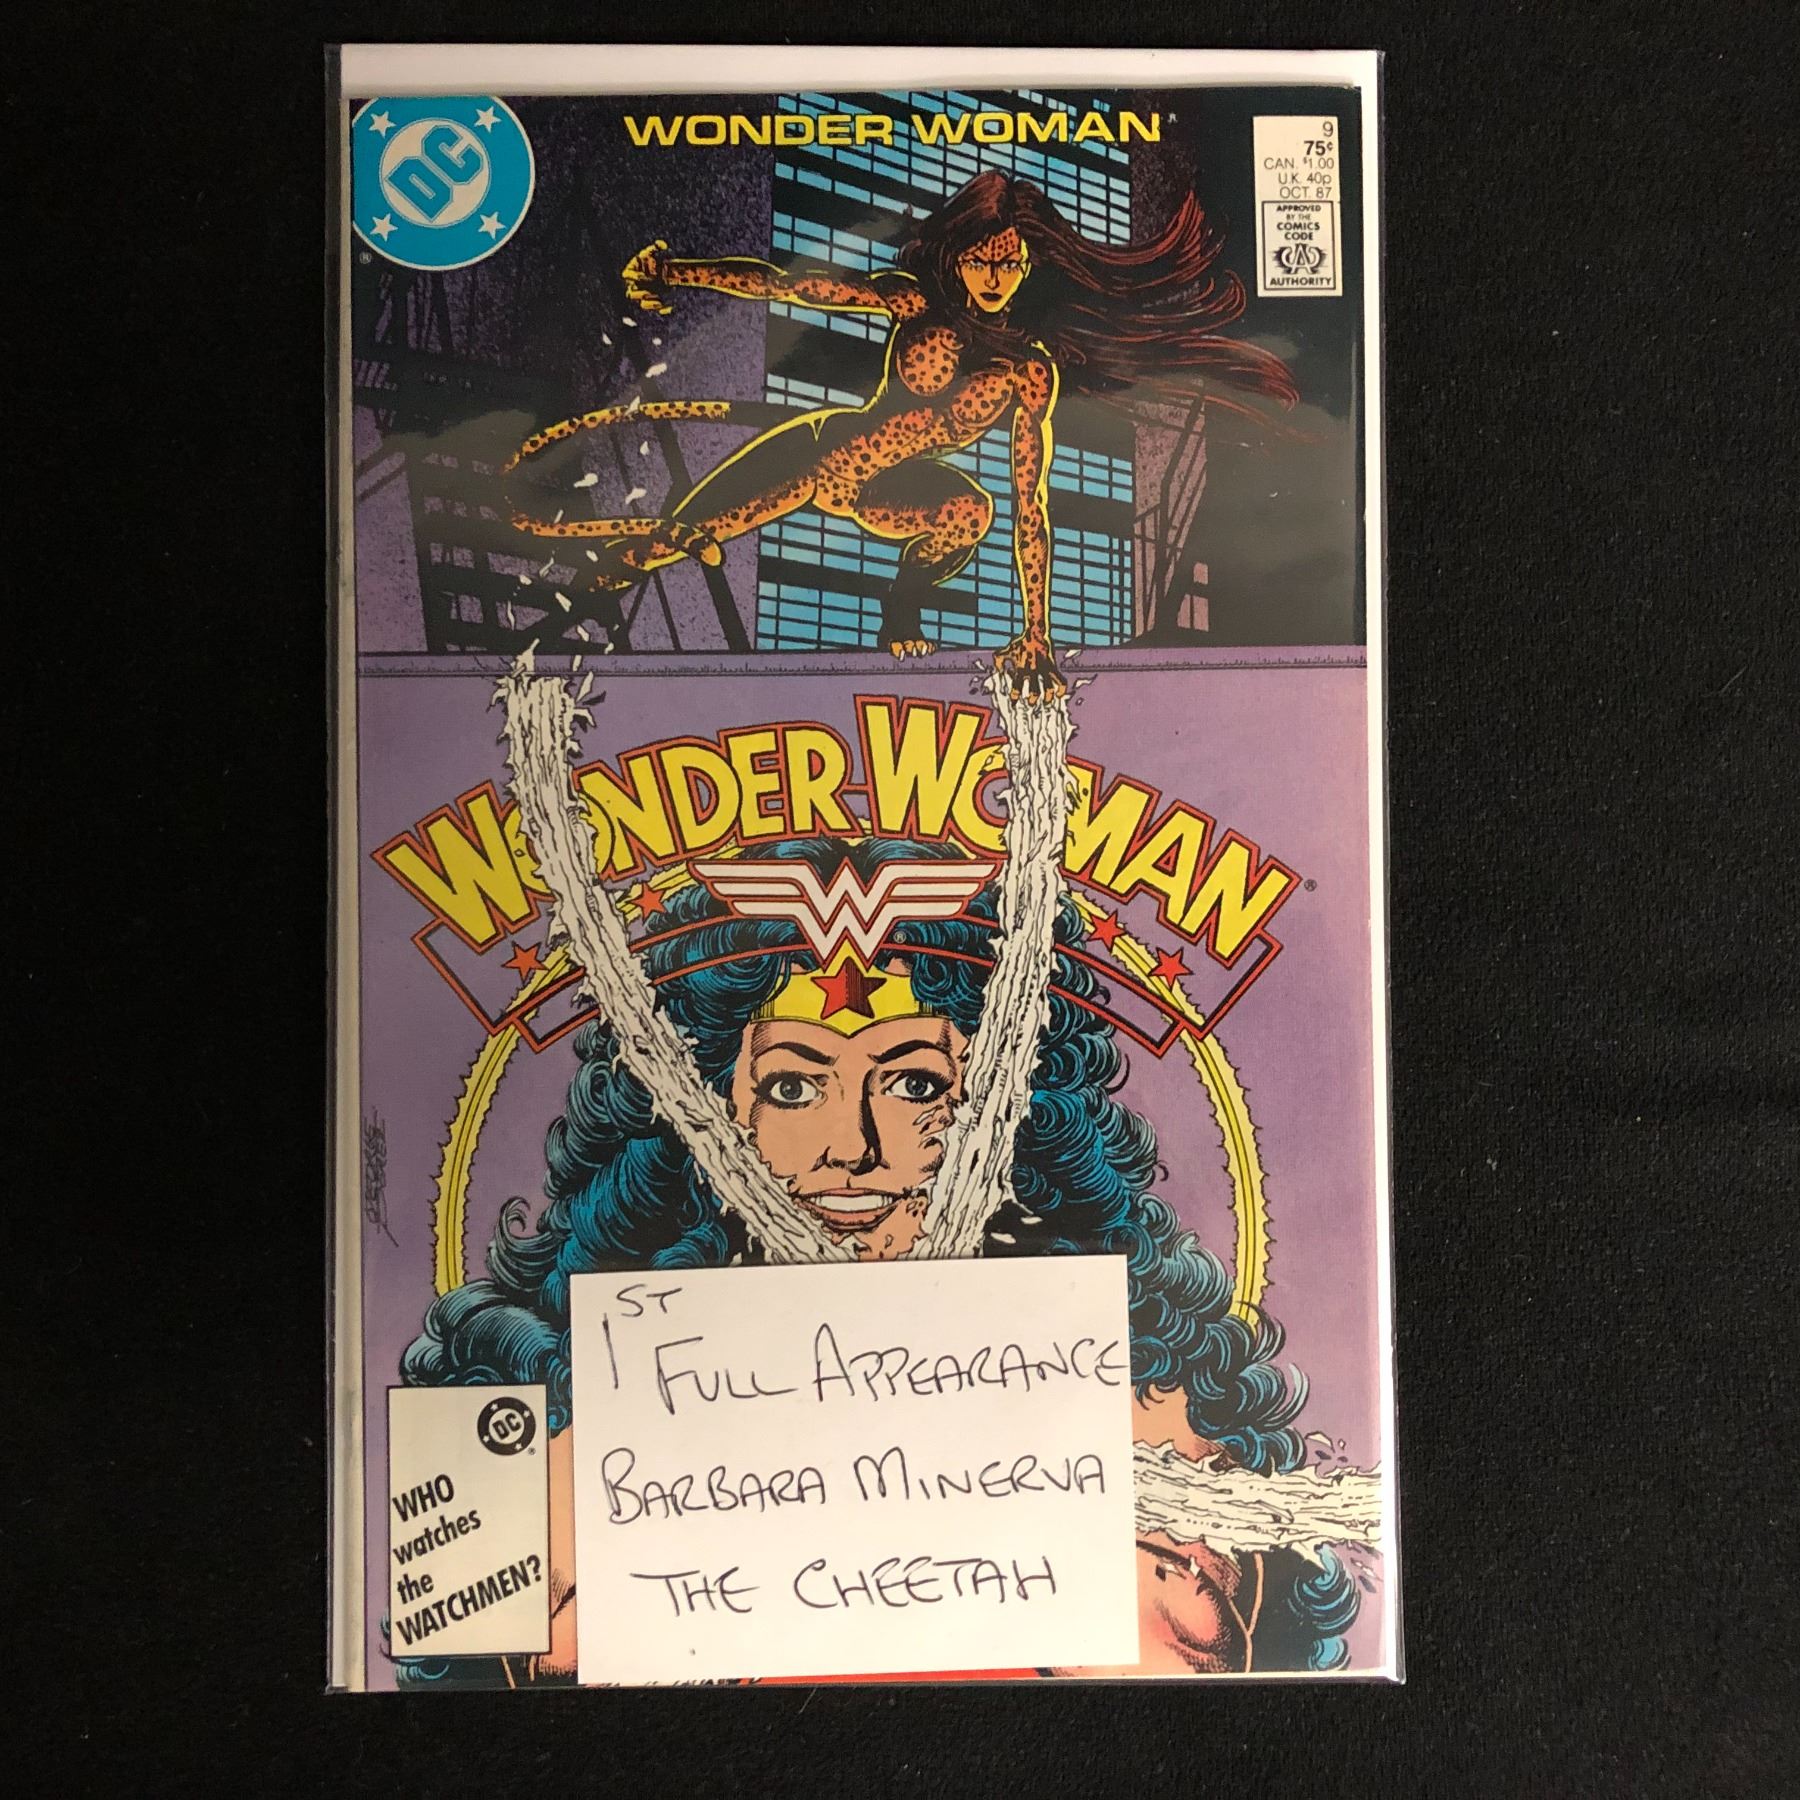 DC
®
WONDER WOMAN
9
75¢
CAN. $1.00
U.K. 40p
OCT. 87
APPROVED
BY THE
COMICS
CODE
AUTHORITY
WONDER WOMAN
W
1ST
FULL APPEARANCE
BARBARA MINERVA
THE CHEETAH
DC
WHO
watches
the
WATCHMEN?